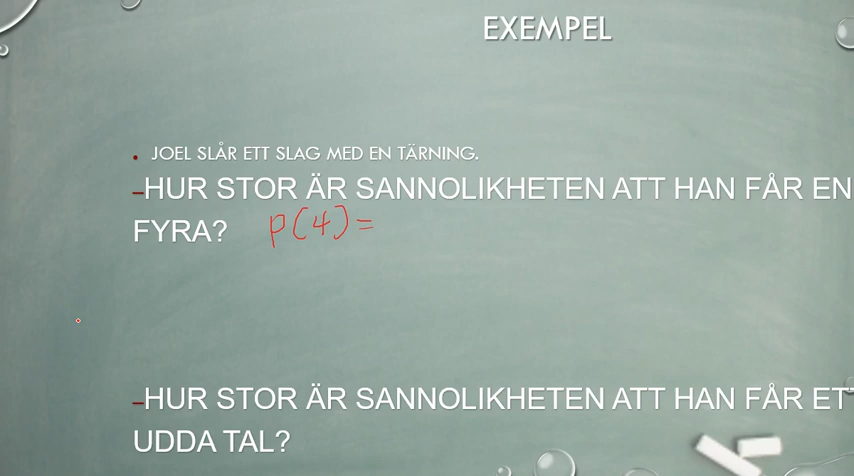 EXEMPEL
• JOEL SLÅR ETT SLAG MED EN TÄRNING.
–HUR STOR ÄR SANNOLIKHETEN ATT HAN FÅR EN
FYRA? P(4)=
–HUR STOR ÄR SANNOLIKHETEN ATT HAN FÅR ET
UDDA TAL?